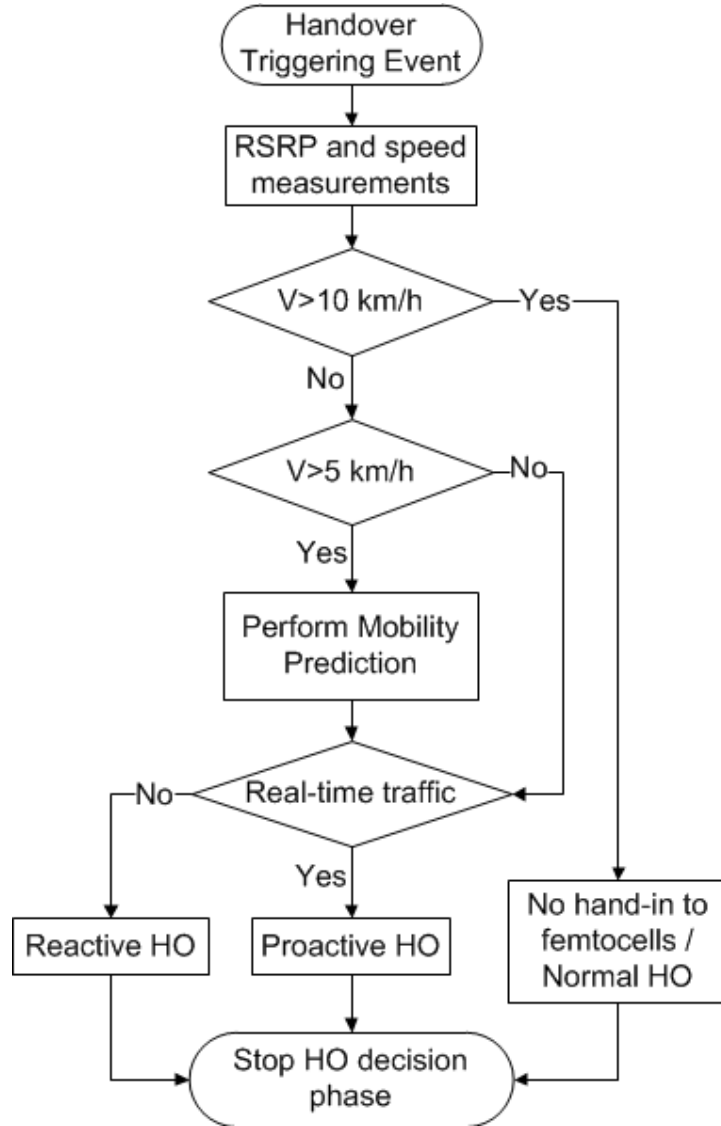 Handover
Triggering Event
RSRP and speed
measurements
V>10 km/h
Yes
No
V>5 km/h
No
Yes
Perform Mobility
Prediction
Real-time traffic
No
Yes
Reactive HO
Proactive HO
No hand-in to
femtocells /
Normal HO
Stop HO decision
phase